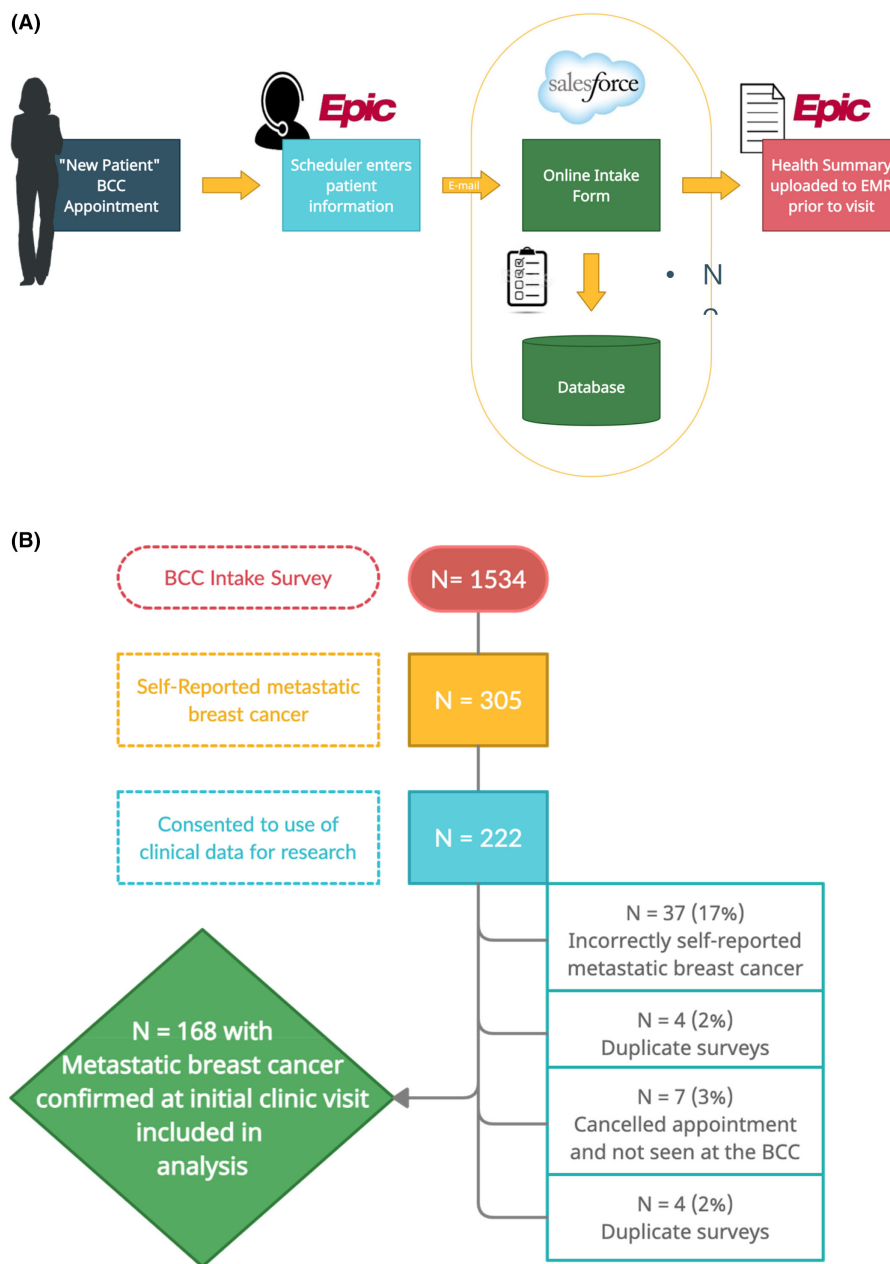 (A)
Epic
salesforce
Epic
"New Patient"
BCC
Appointment
Scheduler enters
patient
information
E-mail
Online Intake
Form
Health Summary
uploaded to EMR
prior to visit
• N
Database
(B)
BCC Intake Survey
N= 1534
Self-Reported metastatic
breast cancer
N = 305
Consented to use of
clinical data for research
N = 222
N = 37 (17%)
Incorrectly self-reported
metastatic breast cancer
N = 4 (2%)
Duplicate surveys
N = 7 (3%)
Cancelled appointment
and not seen at the BCC
N = 4 (2%)
Duplicate surveys
N = 168 with
Metastatic breast cancer
confirmed at initial clinic visit
included in
analysis